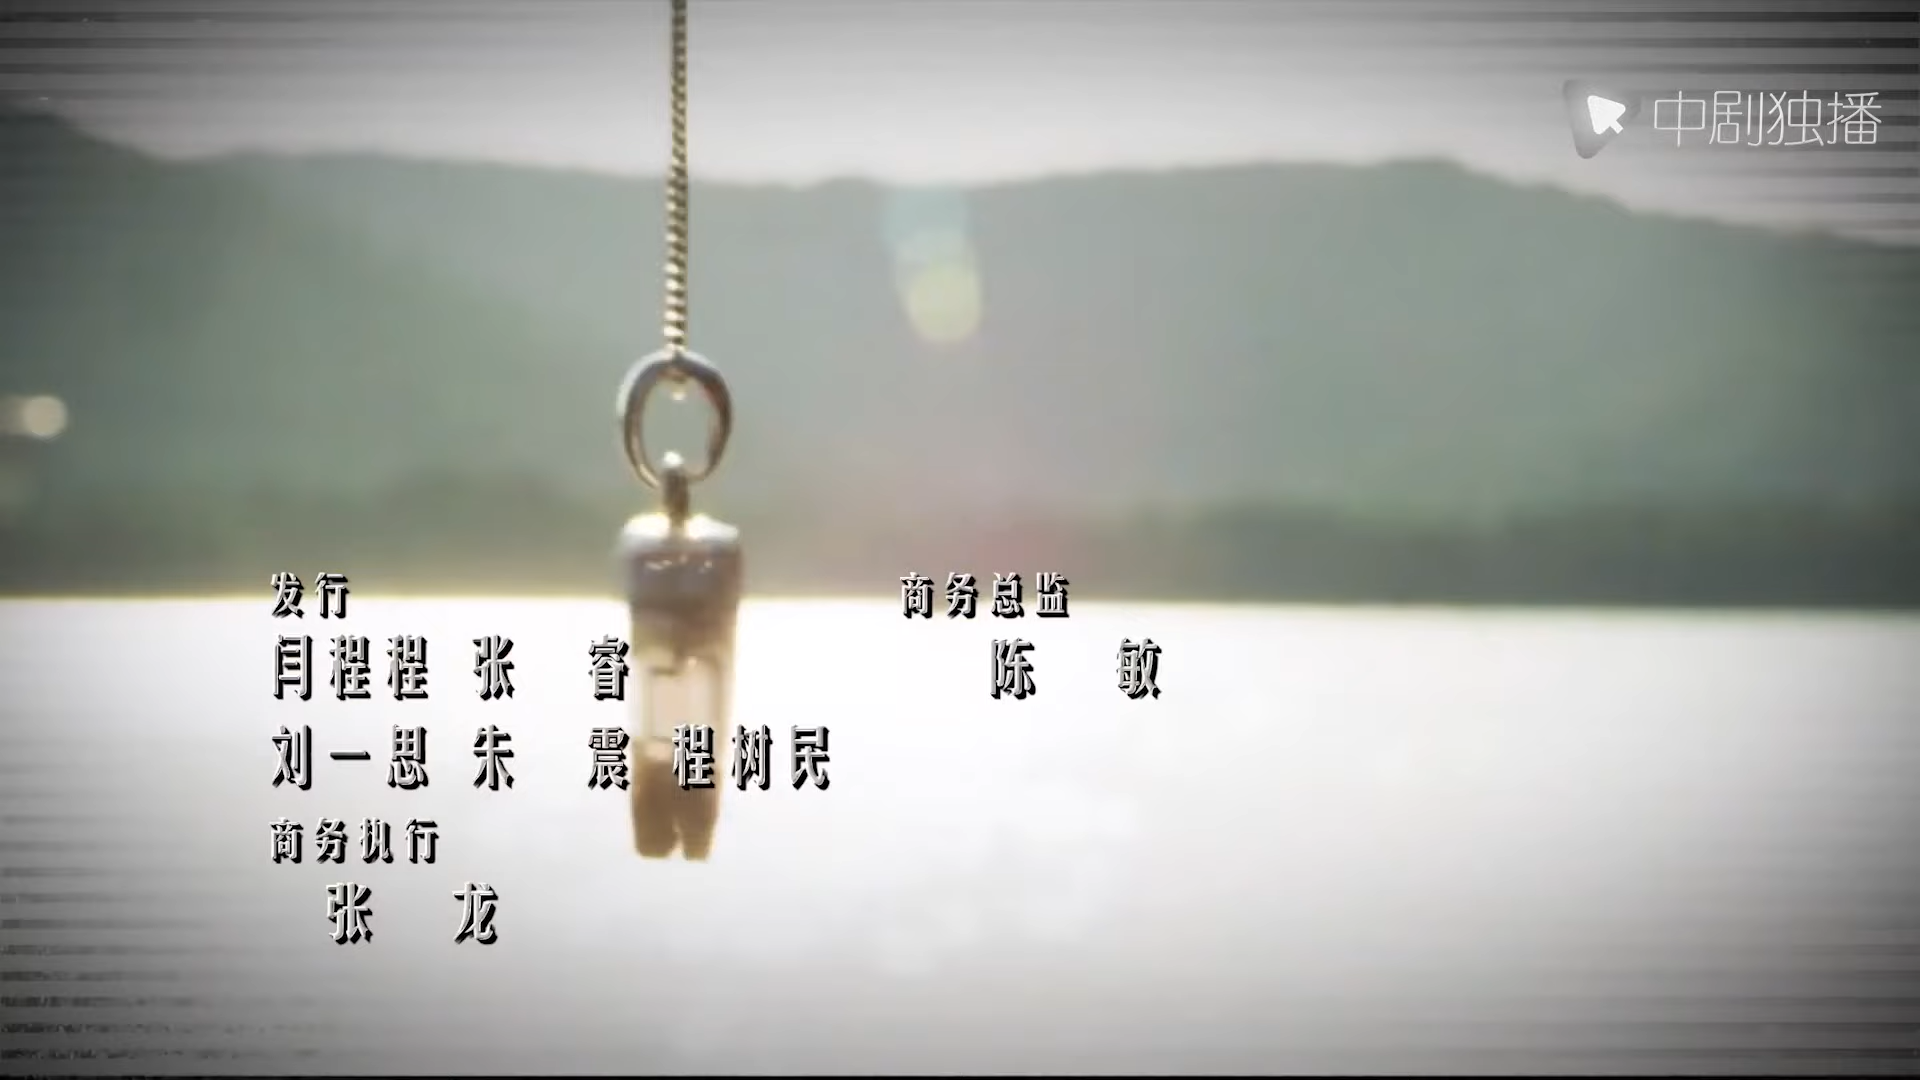 中剧独播
发行
闫程程 张 睿
刘一思 朱 震 程树民
商务执行
张 龙
商务总监
陈 敏